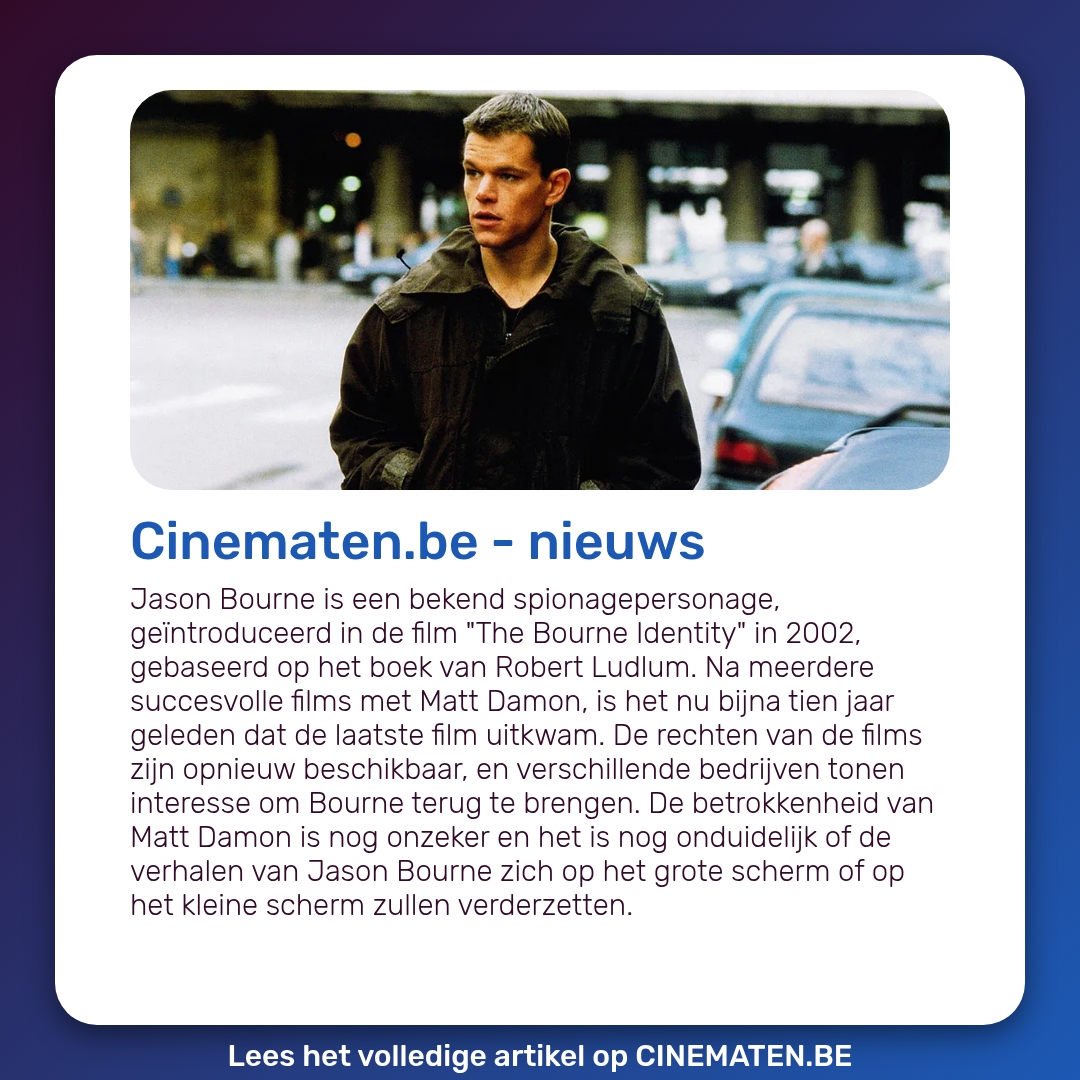 Cinematen.be - nieuws
Jason Bourne is een bekend spionagepersonage,
geïntroduceerd in de film "The Bourne Identity" in 2002,
gebaseerd op het boek van Robert Ludlum. Na meerdere
succesvolle films met Matt Damon, is het nu bijna tien jaar
geleden dat de laatste film uitkwam. De rechten van de films
zijn opnieuw beschikbaar, en verschillende bedrijven tonen
interesse om Bourne terug te brengen. De betrokkenheid van
Matt Damon is nog onzeker en het is nog onduidelijk of de
verhalen van Jason Bourne zich op het grote scherm of op
het kleine scherm zullen verderzetten.
Lees het volledige artikel op CINEMATEN.BE